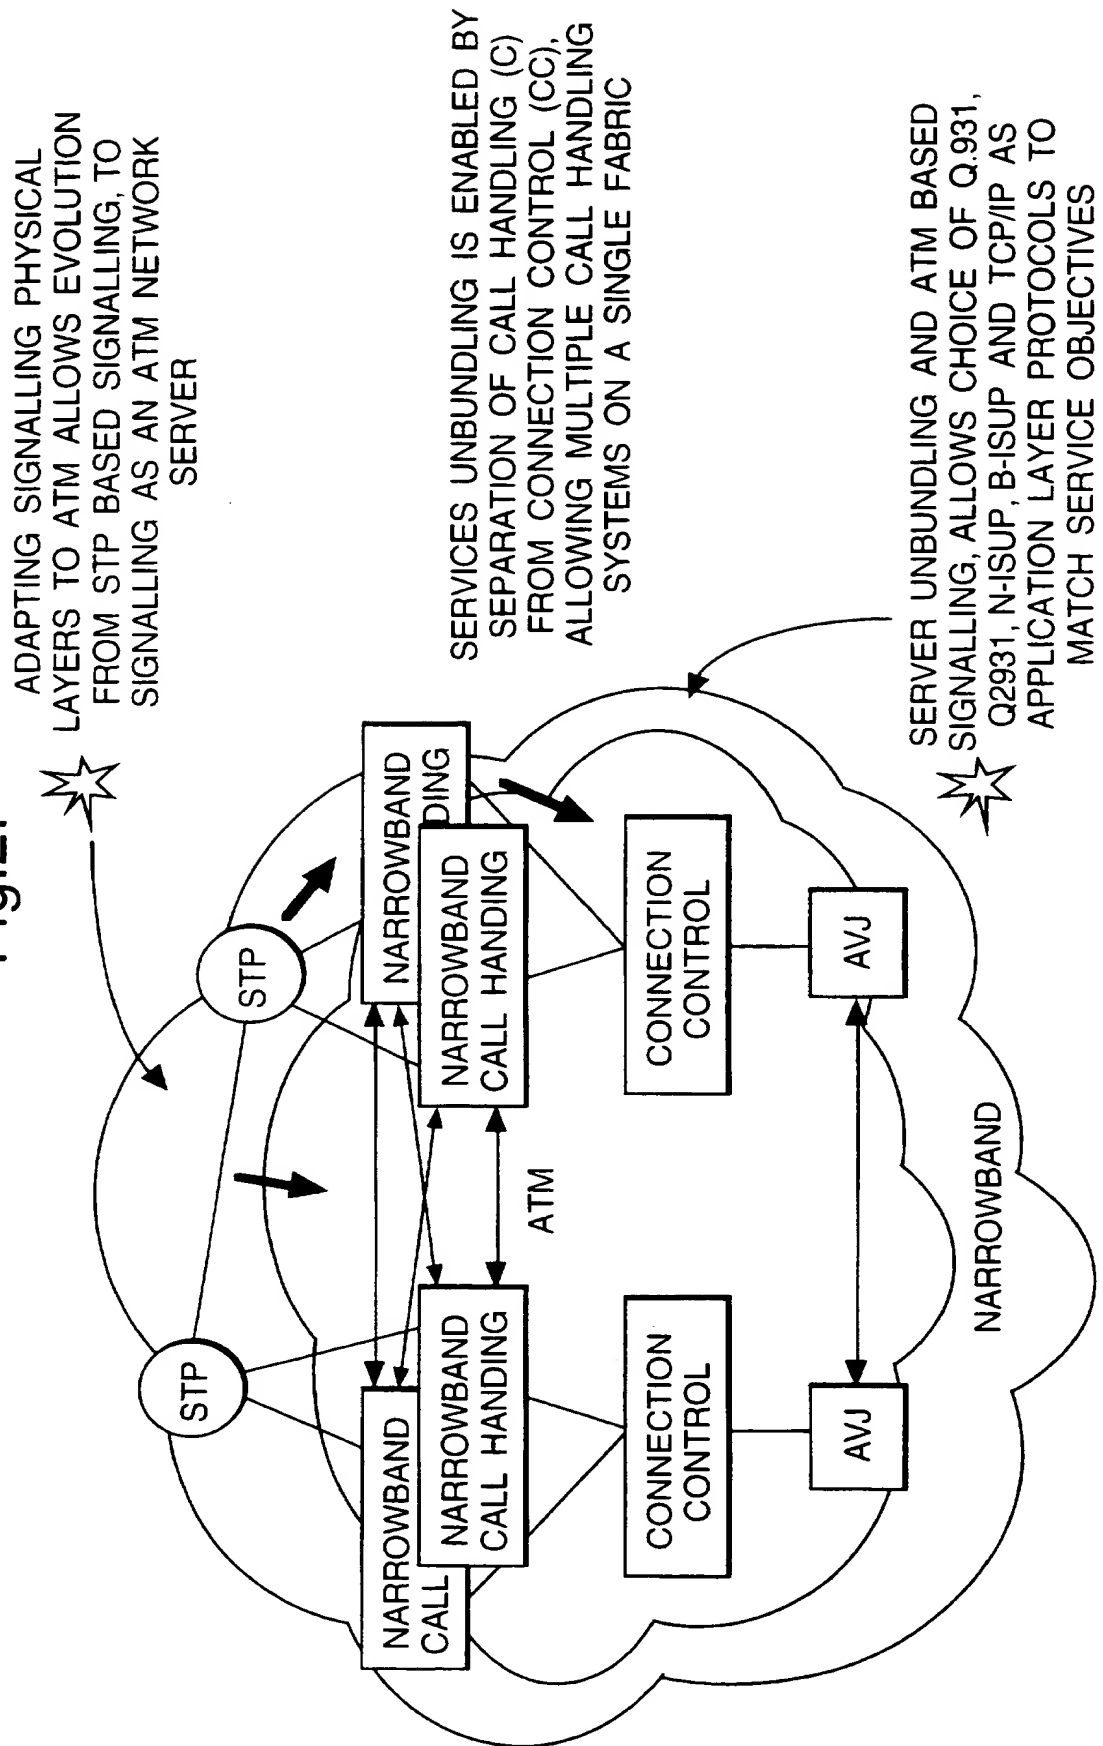 ADAPTING SIGNALLING PHYSICAL
LAYERS TO ATM ALLOWS EVOLUTION
FROM STP BASED SIGNALLING, TO
SIGNALLING AS AN ATM NETWORK
SERVER
SERVICES UNBUNDLING IS ENABLED BY
SEPARATION OF CALL HANDLING (C)
FROM CONNECTION CONTROL (CC),
ALLOWING MULTIPLE CALL HANDLING
SYSTEMS ON A SINGLE FABRIC
SERVER UNBUNDLING AND ATM BASED
SIGNALLING, ALLOWS CHOICE OF Q.931,
Q2931, N-ISUP, B-ISUP AND TCP/IP AS
APPLICATION LAYER PROTOCOLS TO
MATCH SERVICE OBJECTIVES
STP
STP
NARROWBAND
CALL
NARROWBAND
CALL HANDING
NARROWBAND
DING
NARROWBAND
CALL HANDING
ATM
CONNECTION
CONTROL
CONNECTION
CONTROL
AVJ
AVJ
NARROWBAND